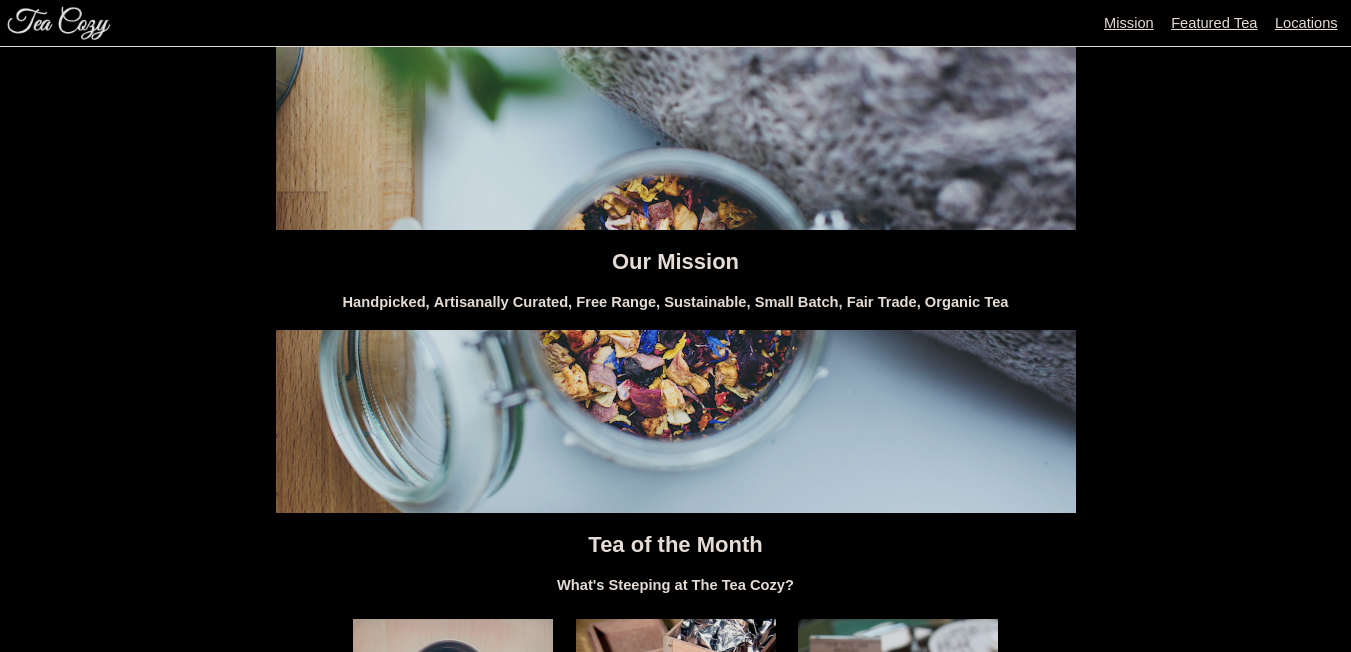 Tea Cozy
Mission Featured Tea Locations
Our Mission
Handpicked, Artisanally Curated, Free Range, Sustainable, Small Batch, Fair Trade, Organic Tea
Tea of the Month
What's Steeping at The Tea Cozy?